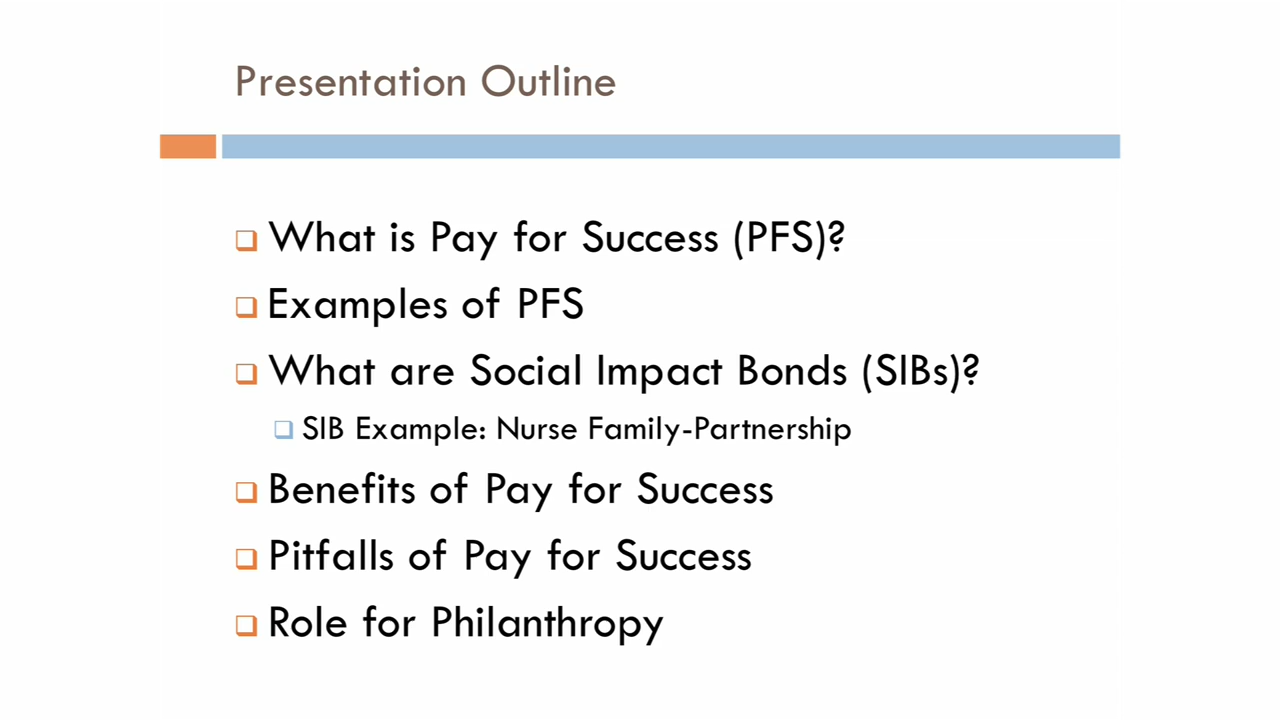 Presentation Outline
What is Pay for Success (PFS)?
Examples of PFS
What are Social Impact Bonds (SIBs)?
SIB Example: Nurse Family-Partnership
Benefits of Pay for Success
Pitfalls of Pay for Success
Role for Philanthropy